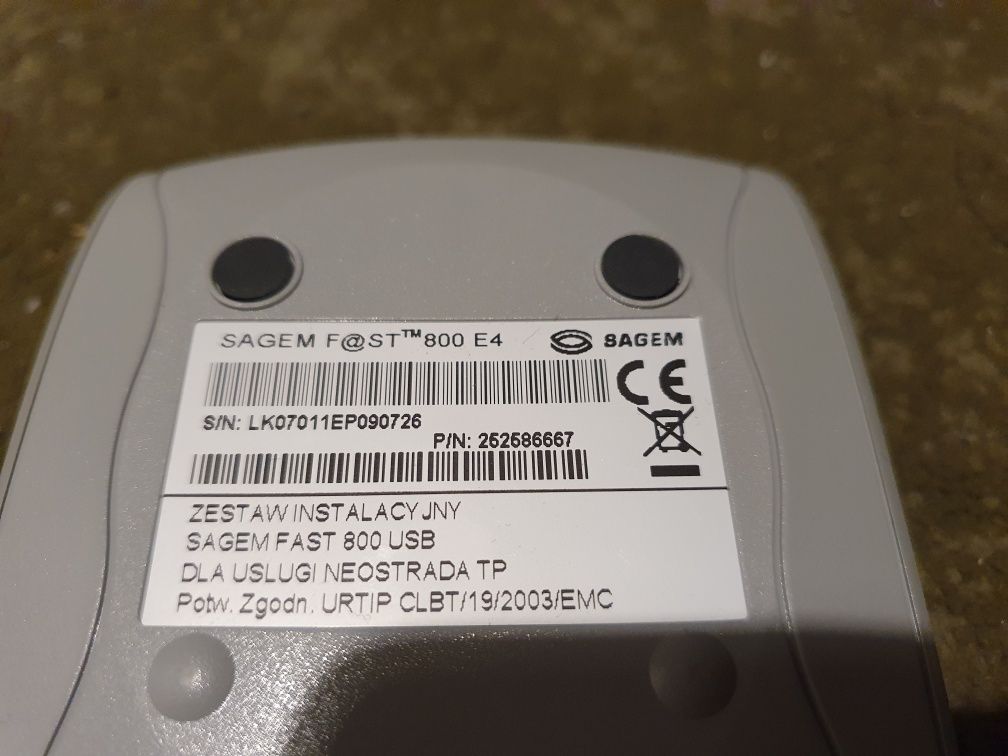 SAGEM F@ST™800 E4
SAGEM
CE
S/N: LK07011EP090726
P/N: 252586667
ZESTAW INSTALACYJNY
SAGEM FAST 800 USB
DLA USLUGI NEOSTRADA TP
Potw. Zgodn. URTIP CLBT/19/2003/EMC